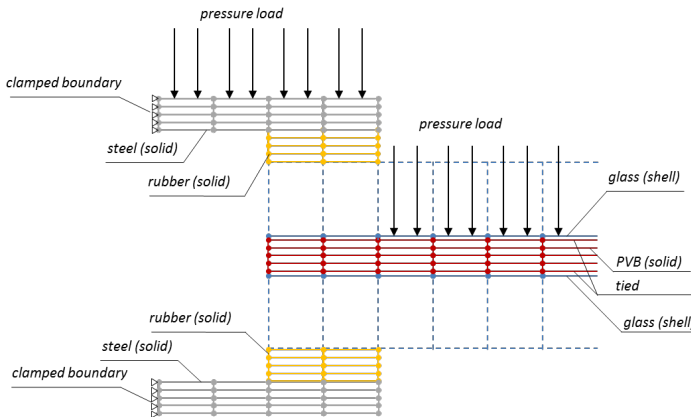 pressure load
clamped boundary
steel (solid)
rubber (solid)
pressure load
glass (shell)
PVB (solid)
tied
glass (shell)
rubber (solid)
steel (solid)
clamped boundary